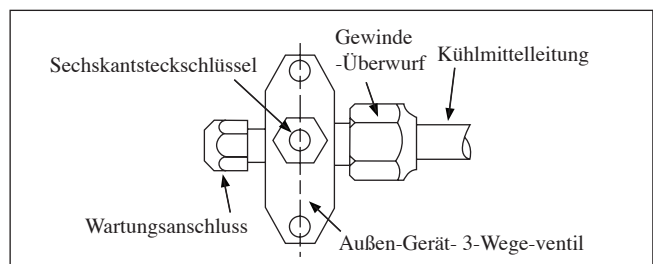 Gewinde
-Überwurf
Kühlmittelleitung
Sechskantsteckschlüssel
Wartungsanschluss
Außen-Gerät- 3-Wege-ventil